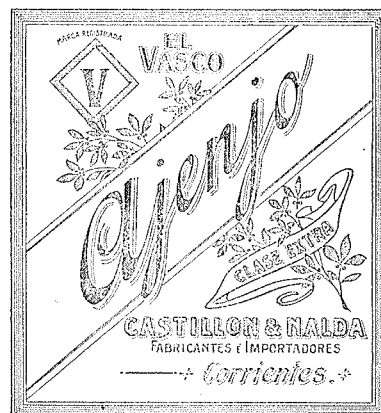 MARCA REGISTRADA
V
EL
VASCO
Ajenjo
CLASE EXTRA
CASTILLON & NALDA
FABRICANTES E IMPORTADORES
Corrientes.